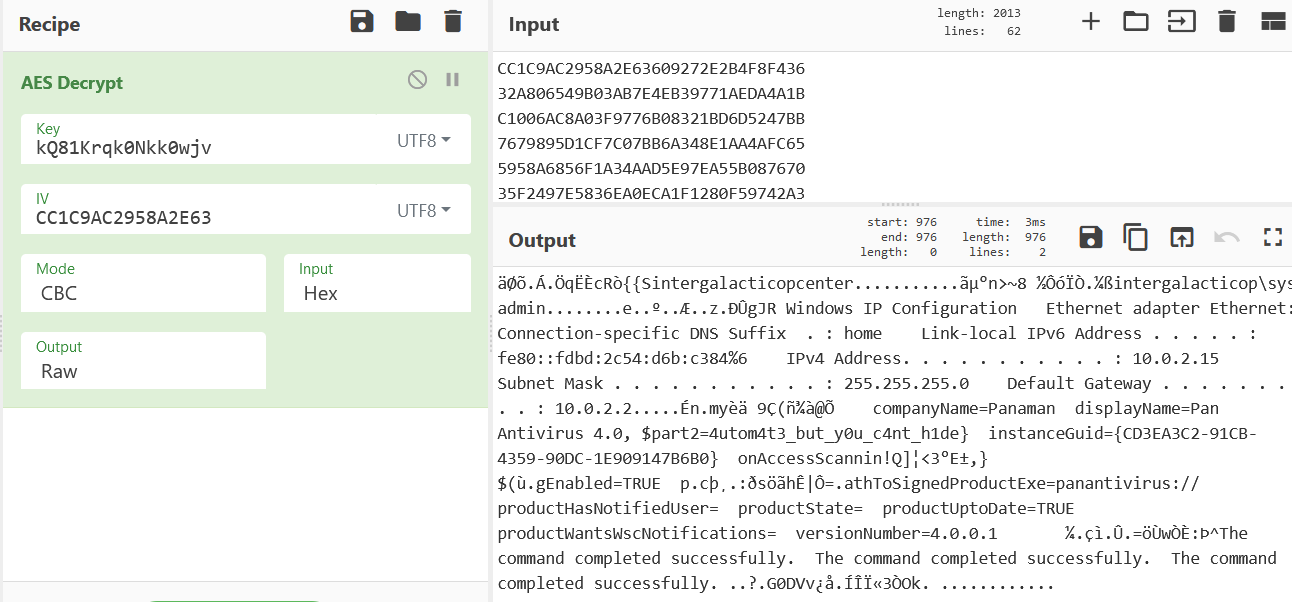 Recipe
AES Decrypt
Key
kQ81Krqk0Nkk0wjv
UTF8
IV
CC1C9AC2958A2E63
UTF8
Mode
CBC
Input
Hex
Output
Raw
Input
length: 2013
lines: 62
CC1C9AC2958A2E63609272E2B4F8F436
32A806549B03AB7E4EB39771AEDA4A1B
C1006AC8A03F9776B08321BD6D5247BB
7679895D1CF7C07BB6A348E1AA4AFC65
5958A6856F1A34AAD5E97EA55B087670
35F2497E5836EA0ECA1F1280F59742A3
Output
start: 976
end: 976
length: 0
time: 3ms
length: 976
lines: 2
äØõ.Á.ÖqËÈcRò{{Sintergalacticopcenter...........ãµºn>~8 ¼ÔóÏÒ.¼ßintergalacticop\sys
admin........e..º..Æ..z.ÐÛgJR Windows IP Configuration   Ethernet adapter Ethernet:
Connection-specific DNS Suffix  . : home    Link-local IPv6 Address . . . . . :
fe80::fdbd:2c54:d6b:c384%6    IPv4 Address. . . . . . . . . . . : 10.0.2.15
Subnet Mask . . . . . . . . . . . : 255.255.255.0    Default Gateway . . . . . . .
. . : 10.0.2.2.....Én.myèä 9Ç(ñ¾à@Õ    companyName=Panaman  displayName=Pan
Antivirus 4.0, $part2=4utom4t3_but_y0u_c4nt_h1de}  instanceGuid={CD3EA3C2-91CB-
4359-90DC-1E909147B6B0}  onAccessScannin!Q]¦<3ºE±,}
$(ù.gEnabled=TRUE  p.cþ¸.:ðsöãhÊ|Ô=.athToSignedProductExe=panantivirus://
productHasNotifiedUser=  productState=  productUptoDate=TRUE
productWantsWscNotifications=  versionNumber=4.0.0.1       ¼.çì.Û.=öÙwÒÈ:Þ^The
command completed successfully.  The command completed successfully.  The command
completed successfully. ..?.G0DVv¿å.ÍÎÏ«3ÒOk. ............